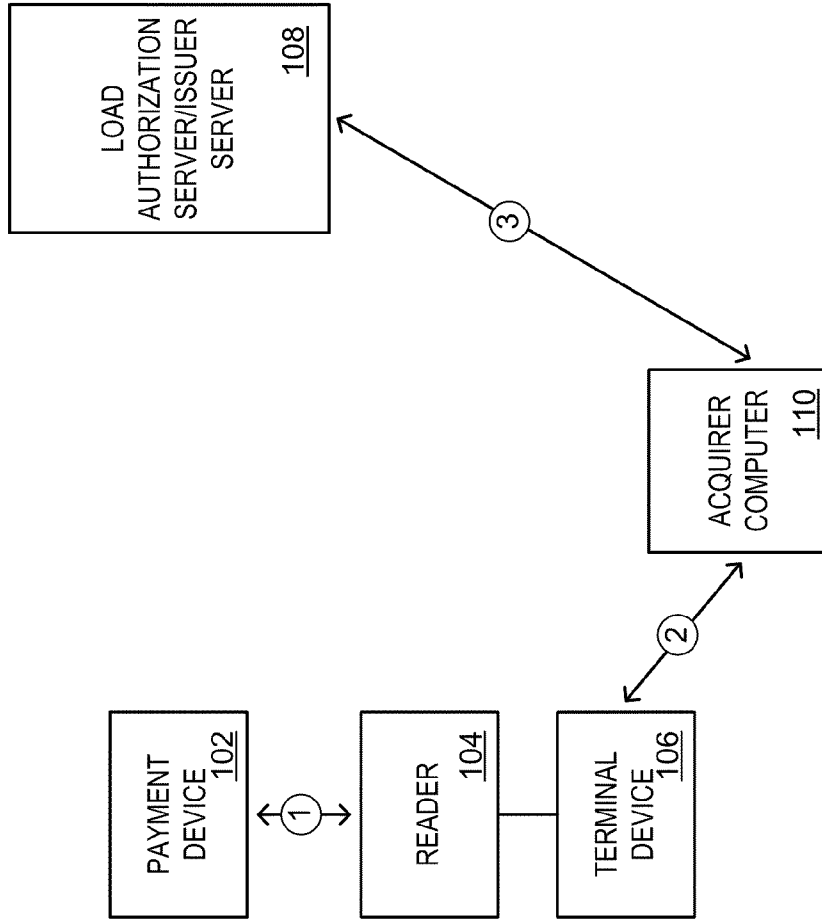 LOAD
AUTHORIZATION
SERVER/ISSUER
SERVER
108
3
ACQUIRER
COMPUTER
110
2
PAYMENT
DEVICE
102
1
READER
104
TERMINAL
DEVICE
106